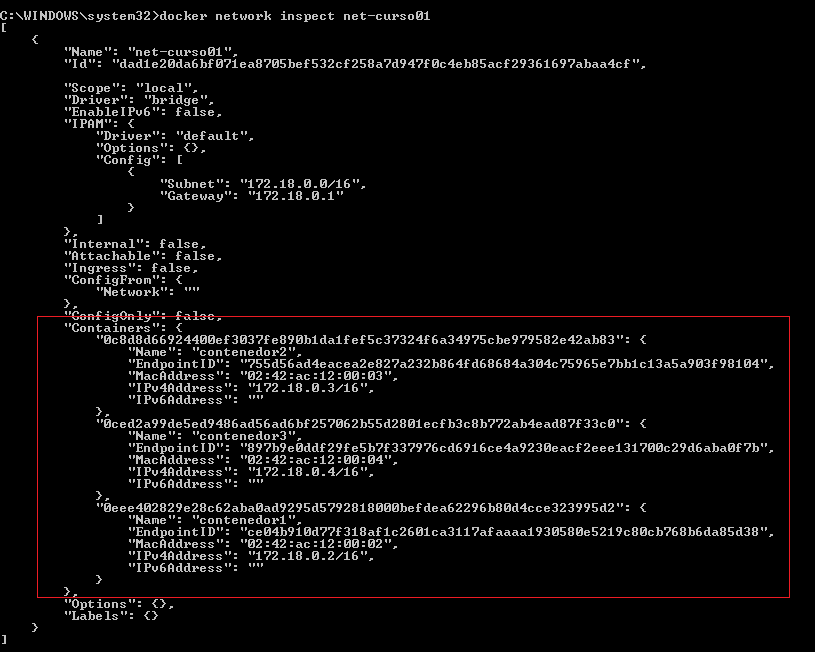 C:\WINDOWS\system32>docker network inspect net-curso01
[
    {
        "Name": "net-curso01",
        "Id": "dad1e20da6bf071ea8705bef532cf258a7d947f0c4eb85acf29361697abaa4cf",
        "Scope": "local",
        "Driver": "bridge",
        "EnableIPv6": false,
        "IPAM": {
            "Driver": "default",
            "Options": {},
            "Config": [
                {
                    "Subnet": "172.18.0.0/16",
                    "Gateway": "172.18.0.1"
                }
            ]
        },
        "Internal": false,
        "Attachable": false,
        "Ingress": false,
        "ConfigFrom": {
            "Network": ""
        },
        "ConfigOnly": false,
        "Containers": {
            "0c8d8d66924400ef3037fe890b1da1fef5c37324f6a34975cbe979582e42ab83": {
                "Name": "contenedor2",
                "EndpointID": "755d56ad4eacea2e827a232b864fd68684a304c75965e7bb1c13a5a903f98104",
                "MacAddress": "02:42:ac:12:00:03",
                "IPv4Address": "172.18.0.3/16",
                "IPv6Address": ""
            },
            "0ced2a99de5ed9486ad56ad6bf257062b55d2801ecfb3c8b772ab4ead87f33c0": {
                "Name": "contenedor3",
                "EndpointID": "897b9e0ddf29fe5b7f337976cd6916ce4a9230eacf2eee131700c29d6aba0f7b",
                "MacAddress": "02:42:ac:12:00:04",
                "IPv4Address": "172.18.0.4/16",
                "IPv6Address": ""
            },
            "0eee402829e28c62aba0ad9295d5792818000befdea62296b80d4cce323995d2": {
                "Name": "contenedor1",
                "EndpointID": "ce04b910d77f318af1c2601ca3117afaaaa1930580e5219c80cb768b6da85d38",
                "MacAddress": "02:42:ac:12:00:02",
                "IPv4Address": "172.18.0.2/16",
                "IPv6Address": ""
            }
        },
        "Options": {},
        "Labels": {}
    }
]